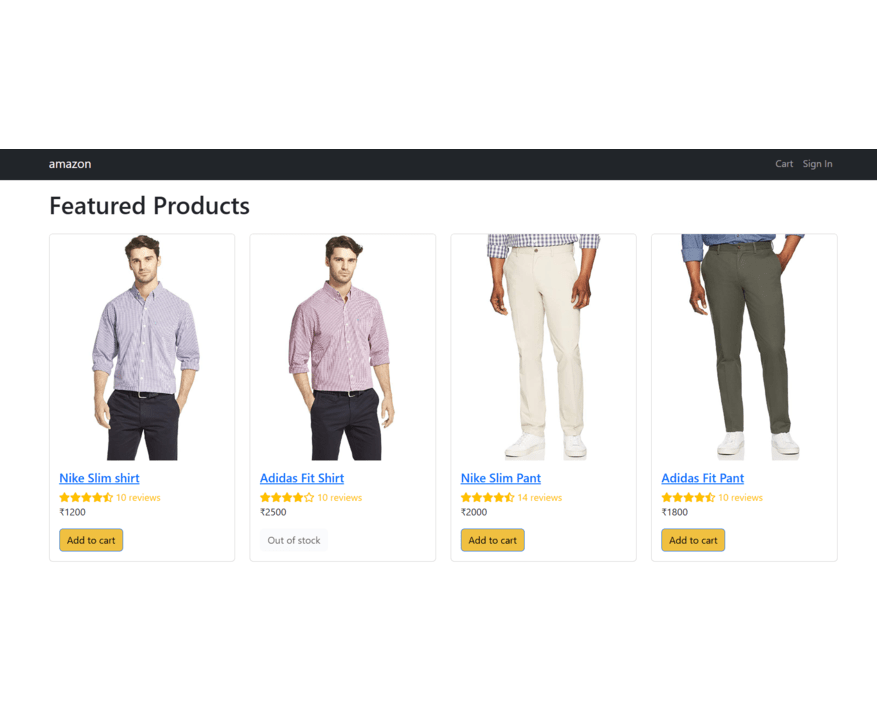 amazon
Cart Sign In
Featured Products
Nike Slim shirt
10 reviews
₹1200
Add to cart
Adidas Fit Shirt
10 reviews
₹2500
Out of stock
Nike Slim Pant
14 reviews
₹2000
Add to cart
Adidas Fit Pant
10 reviews
₹1800
Add to cart